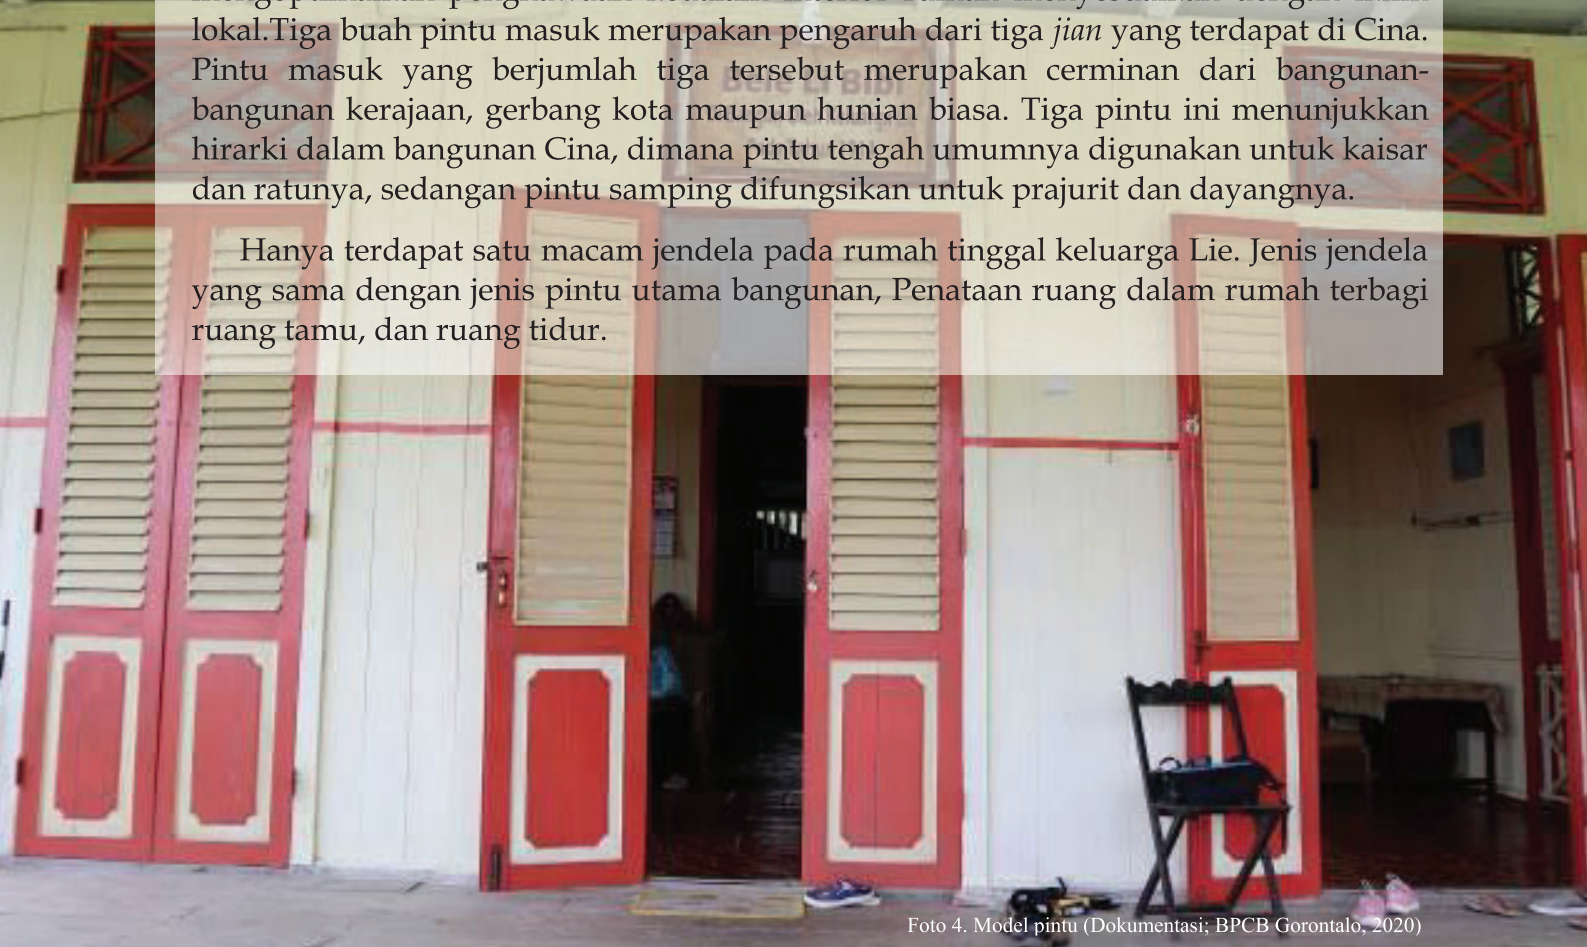 lokal.Tiga buah pintu masuk merupakan pengaruh dari tiga jian yang terdapat di Cina.
Pintu masuk yang berjumlah tiga tersebut merupakan cerminan dari bangunan-
bangunan kerajaan, gerbang kota maupun hunian biasa. Tiga pintu ini menunjukkan
hirarki dalam bangunan Cina, dimana pintu tengah umumnya digunakan untuk kaisar
dan ratunya, sedangan pintu samping difungsikan untuk prajurit dan dayangnya.
Hanya terdapat satu macam jendela pada rumah tinggal keluarga Lie. Jenis jendela
yang sama dengan jenis pintu utama bangunan, Penataan ruang dalam rumah terbagi
ruang tamu, dan ruang tidur.
Foto 4. Model pintu (Dokumentasi; BPCB Gorontalo, 2020)